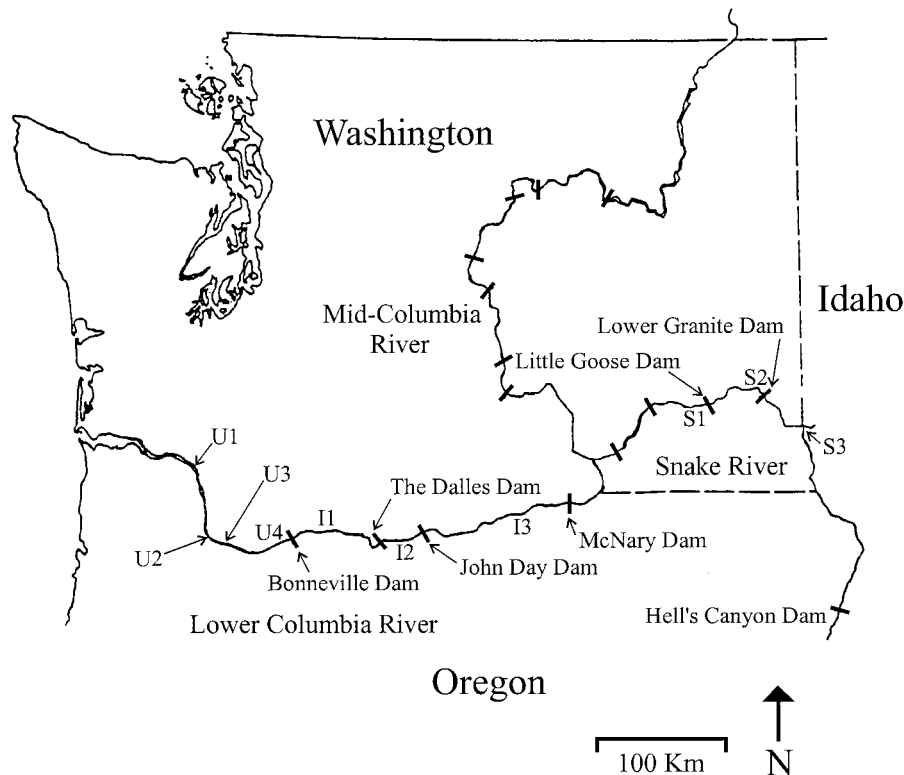 Washington
Idaho
Mid-Columbia
River
Lower Granite Dam
Little Goose Dam
S2
S1
S3
U1
Snake River
U3
The Dalles Dam
U4
I1
I3
U2
I2
McNary Dam
Bonneville Dam
John Day Dam
Hell's Canyon Dam
Lower Columbia River
Oregon
100 Km
N